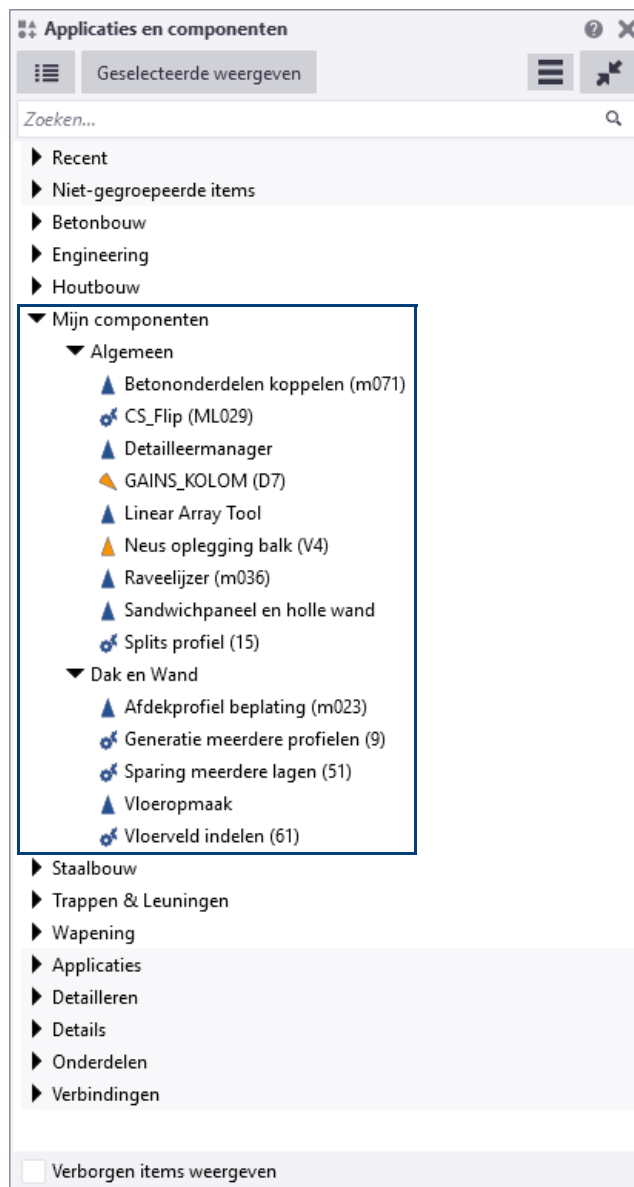 Applicaties en componenten
Geselecteerde weergeven
Zoeken...
Recent
Niet-gegroepeerde items
Betonbouw
Engineering
Houtbouw
Mijn componenten
Algemeen
Betononderdelen koppelen (m071)
CS_Flip (ML029)
Detailleermanager
GAINS_KOLOM (D7)
Linear Array Tool
Neus oplegging balk (V4)
Raveelijzer (m036)
Sandwichpaneel en holle wand
Splits profiel (15)
Dak en Wand
Afdekprofiel beplating (m023)
Generatie meerdere profielen (9)
Sparing meerdere lagen (51)
Vloeropmaak
Vloerveld indelen (61)
Staalbouw
Trappen & Leuningen
Wapening
Applicaties
Detailleren
Details
Onderdelen
Verbindingen
Verborgen items weergeven